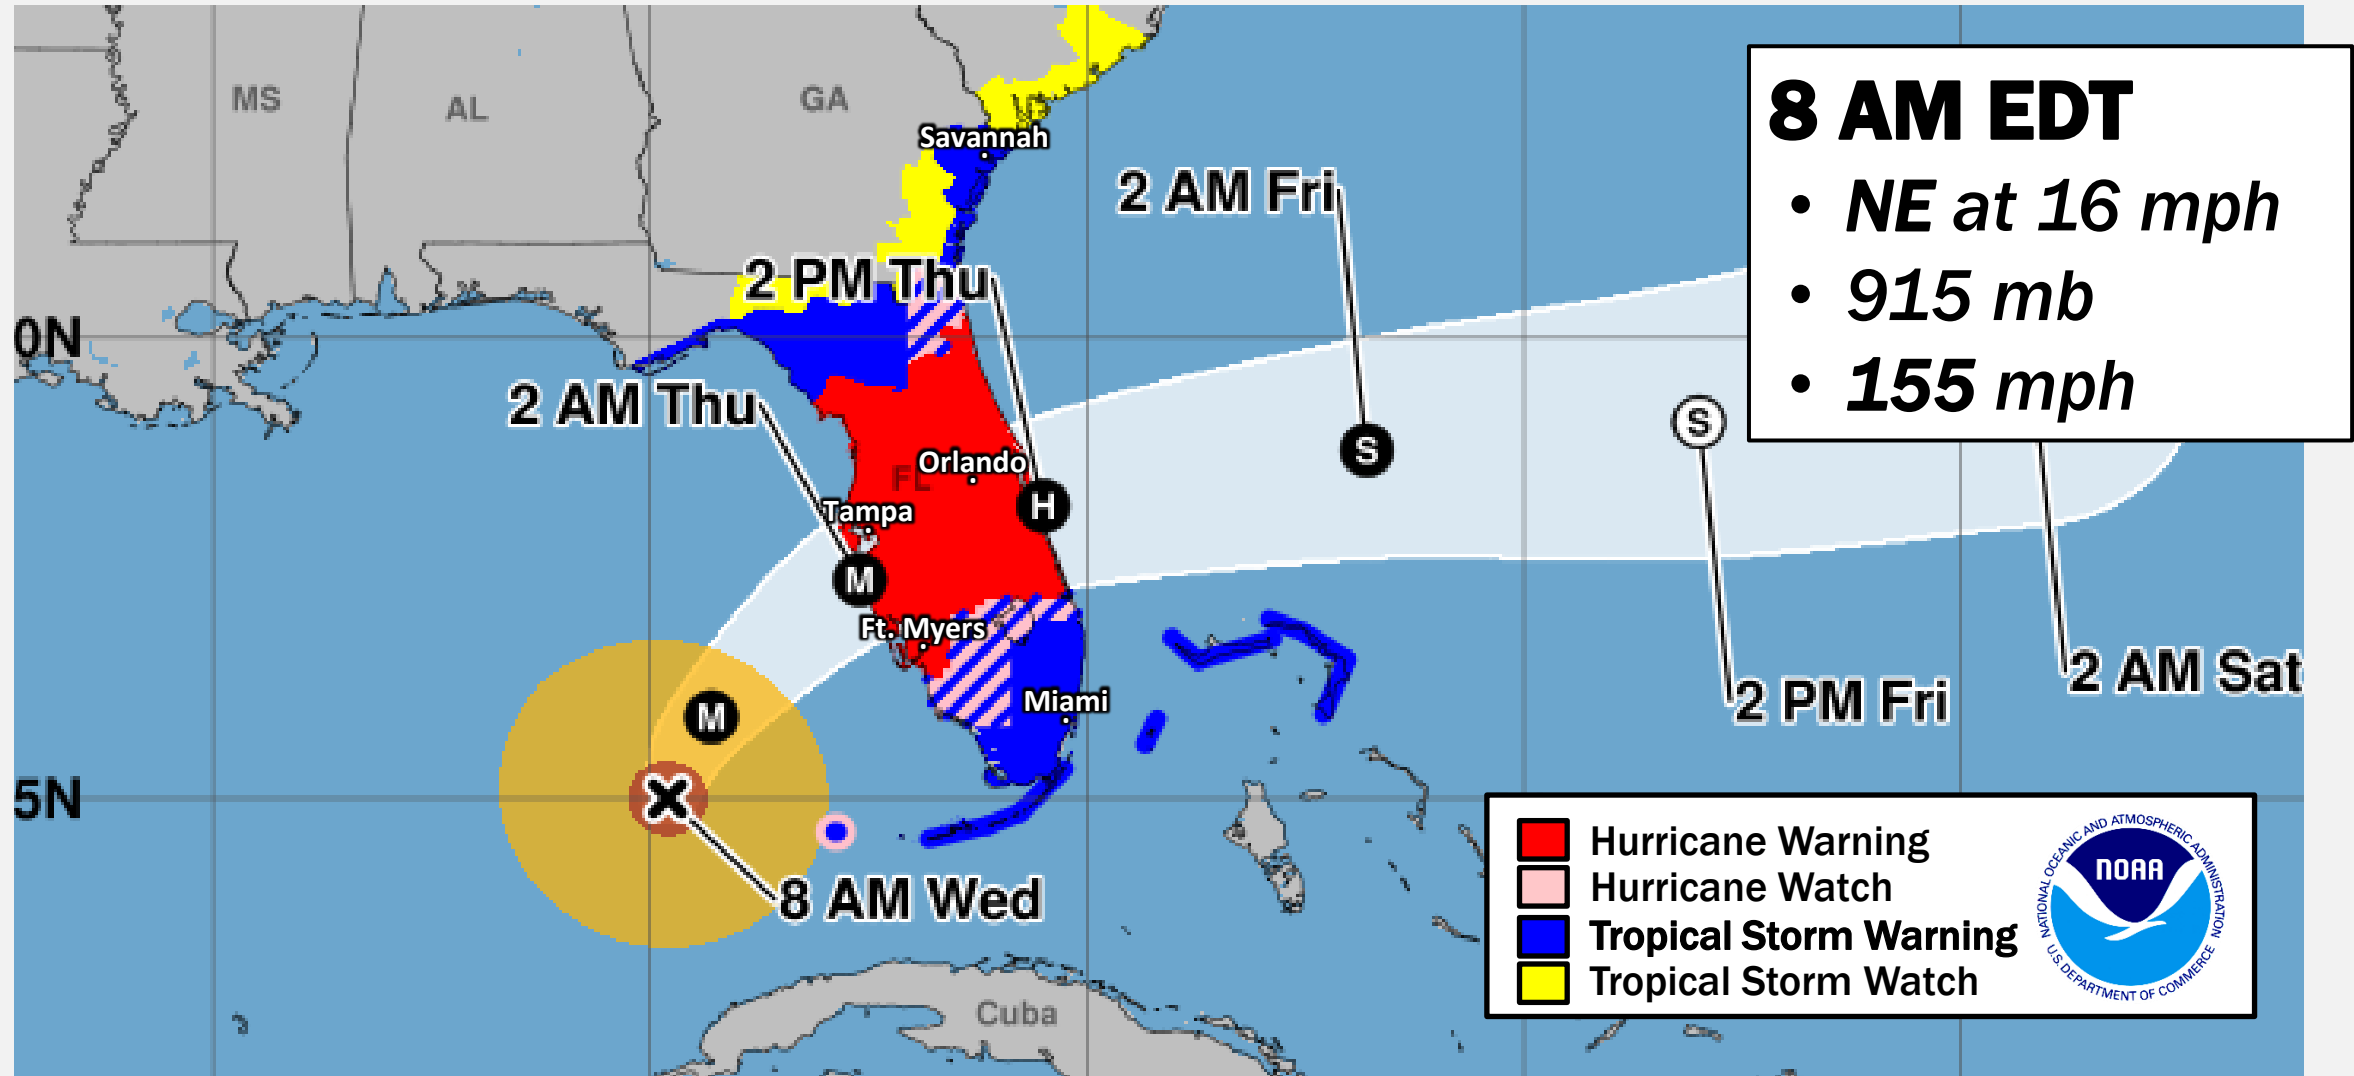 MS
AL
GA
Savannah
8 AM EDT
• NE at 16 mph
• 915 mb
• 155 mph
2 AM Fri
2 PM Thu
0N
2 AM Thu
S
S
Orlando
FL
H
Tampa
M
Ft. Myers
2 AM Sat
2 PM Fri
Miami
M
5N
8 AM Wed
Hurricane Warning
Hurricane Watch
Tropical Storm Warning
Tropical Storm Watch
NATIONAL OCEANIC AND ATMOSPHERIC ADMINISTRATION
NOAA
U.S. DEPARTMENT OF COMMERCE
Cuba